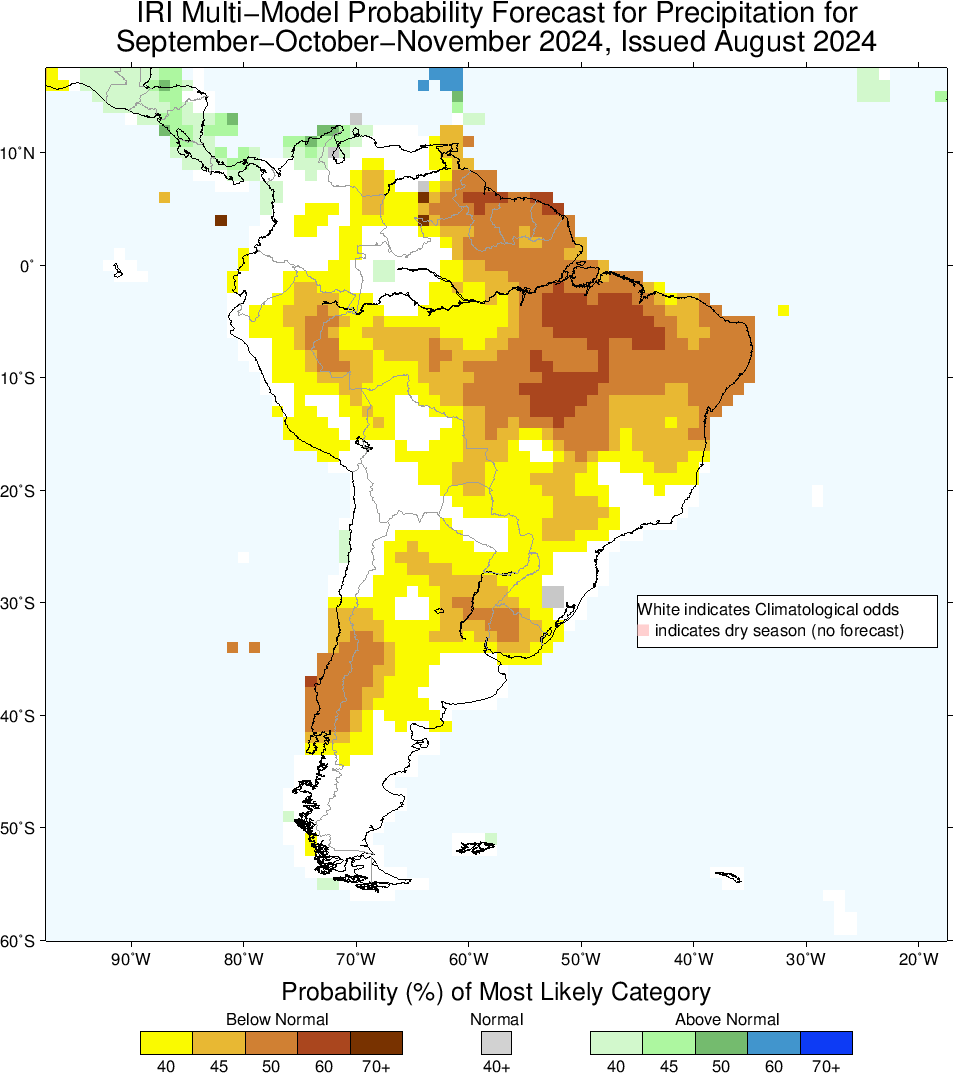 IRI Multi−Model Probability Forecast for Precipitation for
September−October−November 2024, Issued August 2024
10˚N
0˚
10˚S
20˚S
30˚S
40˚S
50˚S
60˚S
White indicates Climatological odds
indicates dry season (no forecast)
90˚W 80˚W 70˚W 60˚W 50˚W 40˚W 30˚W 20˚W
Probability (%) of Most Likely Category
Below Normal Normal Above Normal
40 45 50 60 70+ 40+ 40 45 50 60 70+